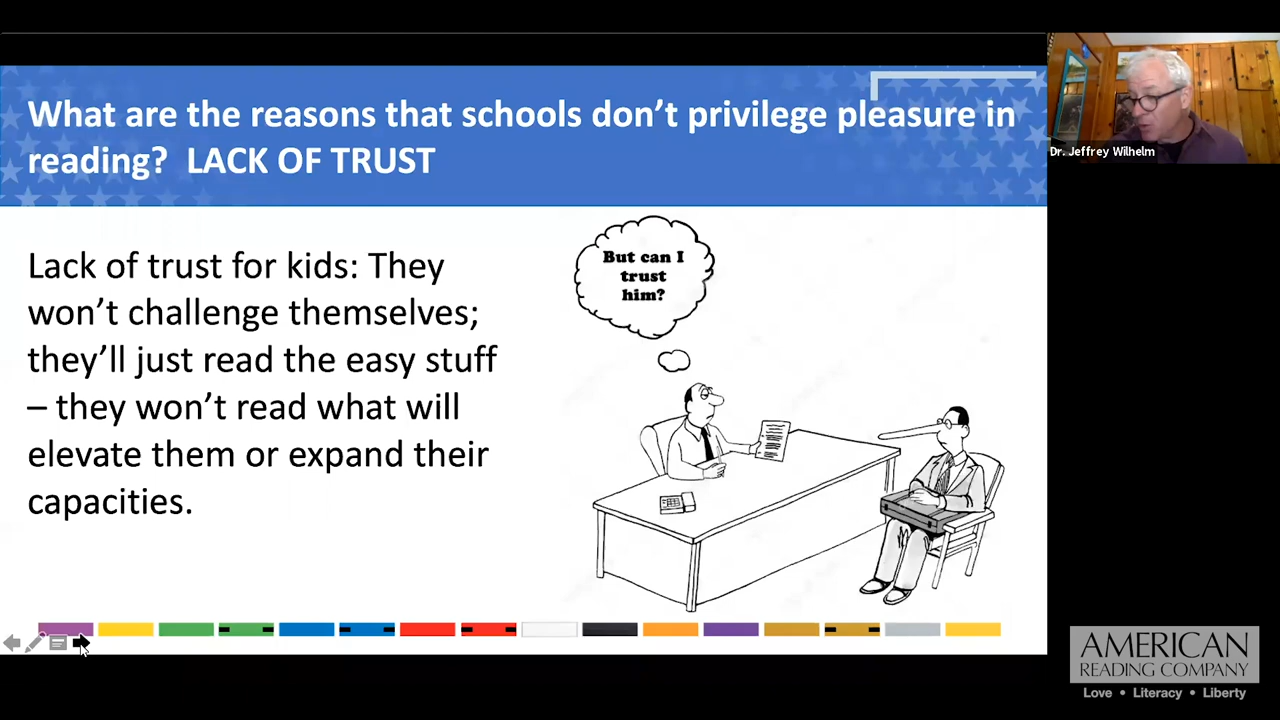 What are the reasons that schools don’t privilege pleasure in
reading?  LACK OF TRUST
Lack of trust for kids: They
won’t challenge themselves;
they’ll just read the easy stuff
– they won’t read what will
elevate them or expand their
capacities.
But can I
trust
him?
Dr. Jeffrey Wilhelm
AMERICAN
READING COMPANY
Love • Literacy • Liberty